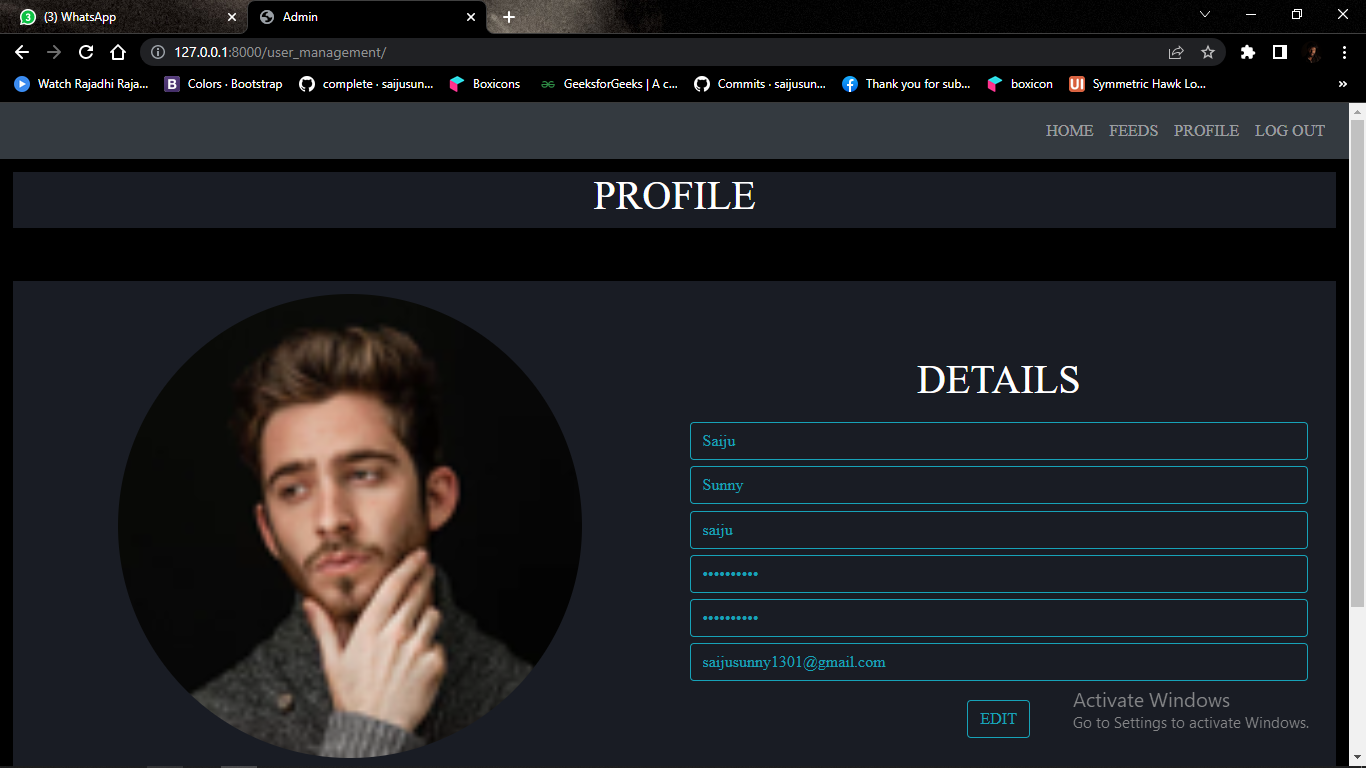 3 (3) WhatsApp
Admin
127.0.0.1:8000/user_management/
Watch Rajadhi Raja...
B Colors · Bootstrap
complete · saijusun...
Boxicons
GeeksforGeeks | A c...
Commits · saijusun...
Thank you for sub...
boxicon
UI Symmetric Hawk Lo...
HOME FEEDS PROFILE LOG OUT
PROFILE
DETAILS
Saiju
Sunny
saiju
••••••••••
••••••••••
saijusunny1301@gmail.com
EDIT
Activate Windows
Go to Settings to activate Windows.